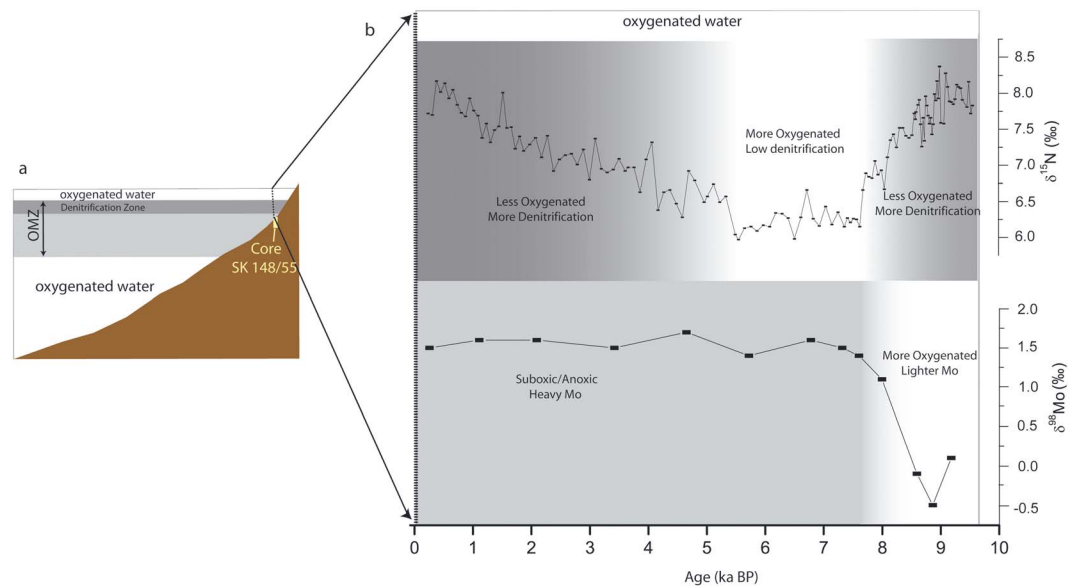 a
oxygenated water
Denitrification Zone
OMZ
Core
SK 148/55
oxygenated water
b
oxygenated water
8.5
8.0
7.5
7.0
6.5
6.0
δ15N (‰)
More Oxygenated
Low denitrification
Less Oxygenated
More Denitrification
Less Oxygenated
More Denitrification
2.0
1.5
1.0
0.5
0.0
-0.5
δ98Mo (‰)
More Oxygenated
Lighter Mo
Suboxic/Anoxic
Heavy Mo
0 1 2 3 4 5 6 7 8 9 10
Age (ka BP)